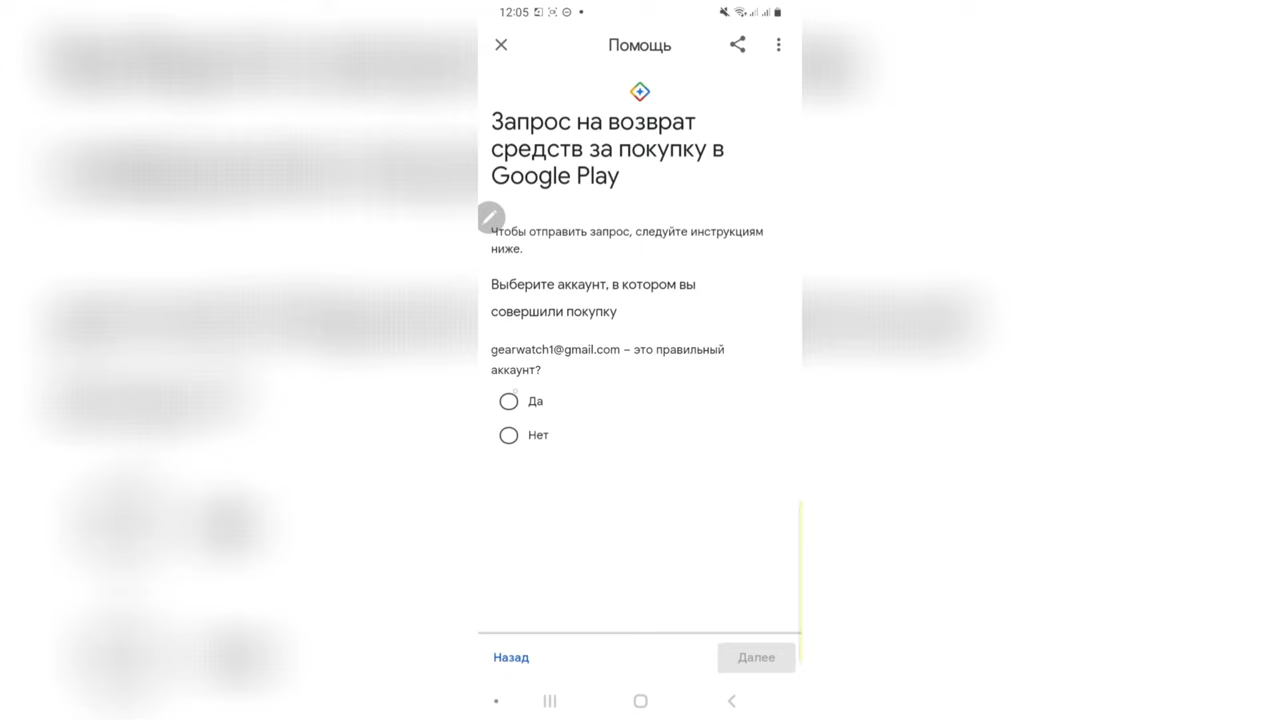 12:05
Помощь
Запрос на возврат
средств за покупку в
Google Play
Чтобы отправить запрос, следуйте инструкциям
ниже.
Выберите аккаунт, в котором вы
совершили покупку
gearwatch1@gmail.com – это правильный
аккаунт?
Да
Нет
Назад
Далее